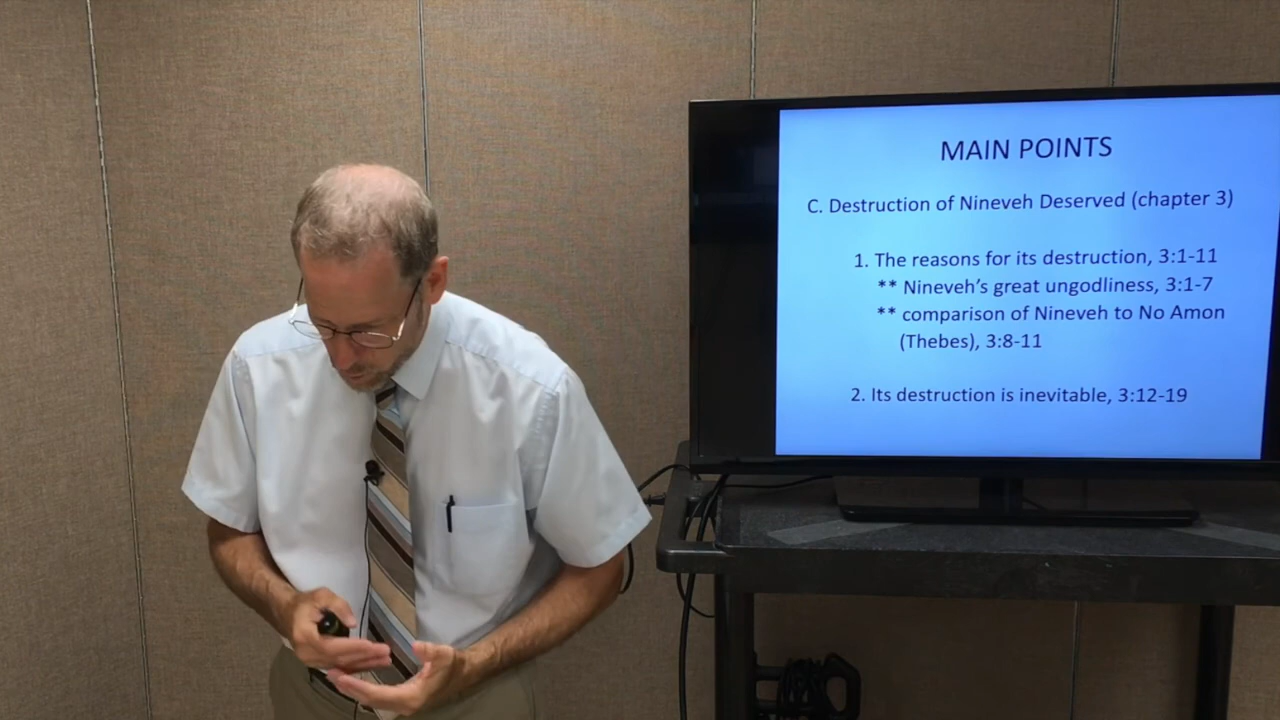 MAIN POINTS
C. Destruction of Nineveh Deserved (chapter 3)
1. The reasons for its destruction, 3:1-11
** Nineveh’s great ungodliness, 3:1-7
** comparison of Nineveh to No Amon
(Thebes), 3:8-11
2. Its destruction is inevitable, 3:12-19